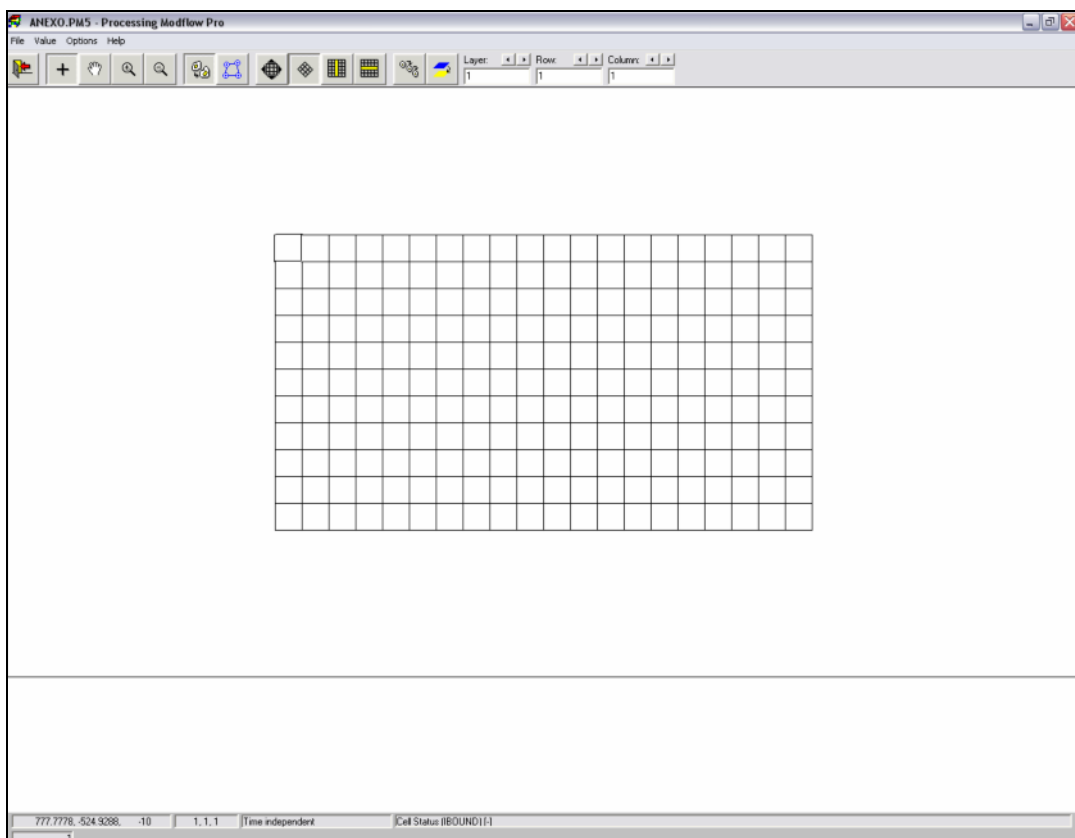 ANEXO.PM5 - Processing Modflow Pro
File Value Options Help
Layer: Row: Column:
1 1 1
777.7778, -524.9288, -10 1, 1, 1 Time independent Cell Status (IBOUND) [-]